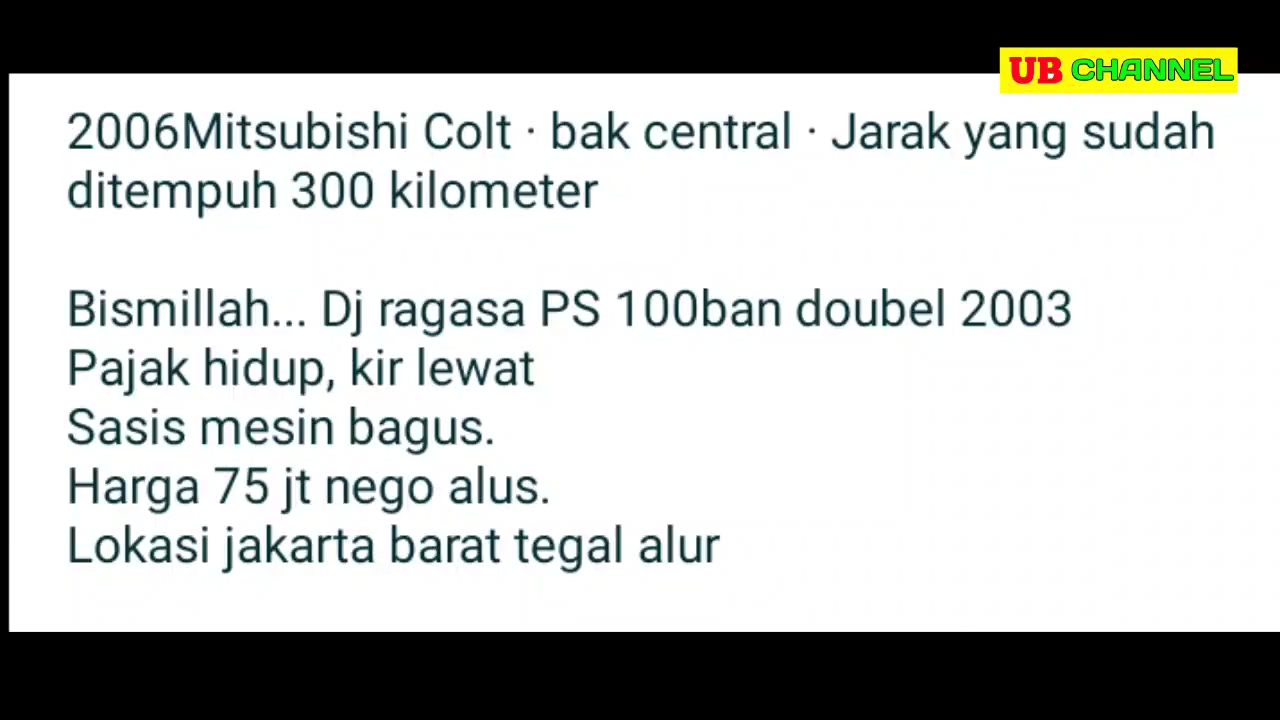 UB CHANNEL
2006Mitsubishi Colt · bak central · Jarak yang sudah
ditempuh 300 kilometer
Bismillah... Dj ragasa PS 100ban doubel 2003
Pajak hidup, kir lewat
Sasis mesin bagus.
Harga 75 jt nego alus.
Lokasi jakarta barat tegal alur